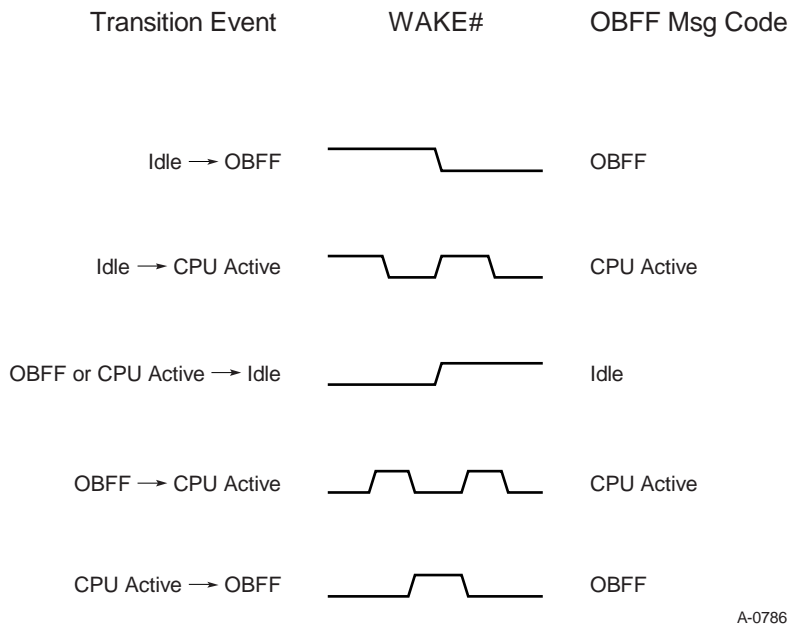 Transition Event WAKE# OBFF Msg Code
Idle → OBFF OBFF
Idle → CPU Active CPU Active
OBFF or CPU Active → Idle Idle
OBFF → CPU Active CPU Active
CPU Active → OBFF OBFF
A-0786